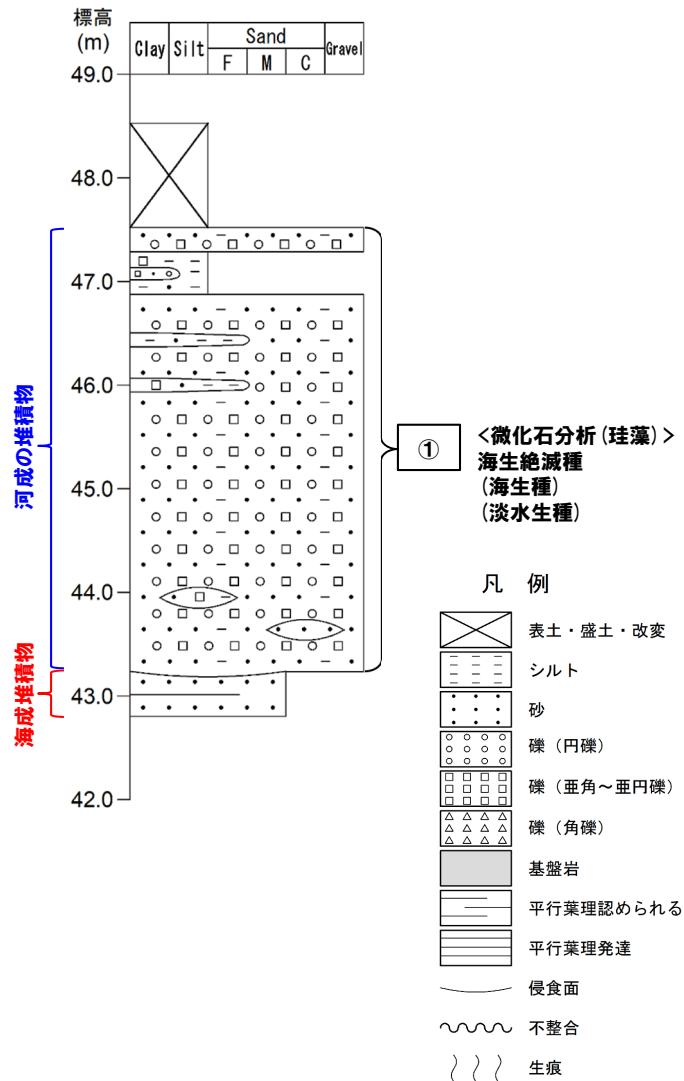 標高
(m)
Clay Silt Sand Gravel
F M C
49.0
48.0
47.0
46.0
45.0
44.0
43.0
42.0
河成の堆積物
海成堆積物
①
<微化石分析(珪藻)>
海生絶滅種
(海生種)
(淡水生種)
凡 例
表土・盛土・改変
シルト
砂
礫（円礫）
礫（亜角～亜円礫）
礫（角礫）
基盤岩
平行葉理認められる
平行葉理発達
侵食面
不整合
生痕